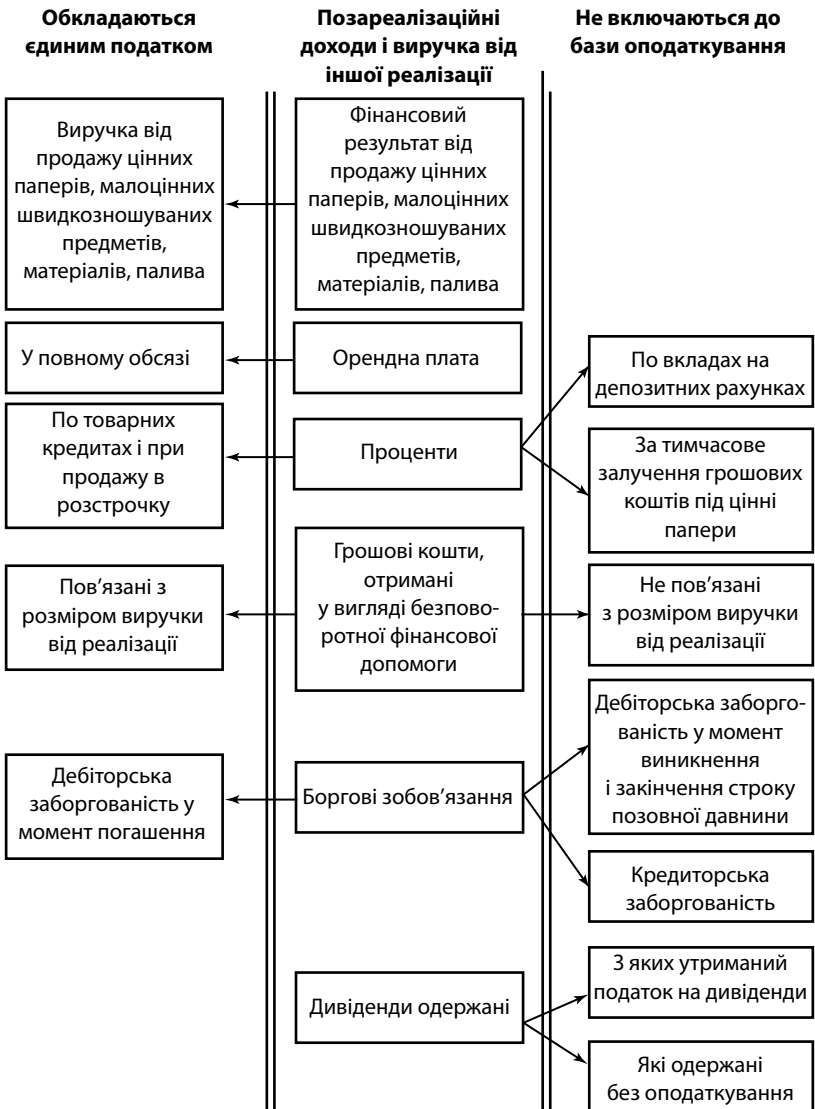 Обкладаються
єдиним податком
Позареалізаційні
доходи і виручка від
іншої реалізації
Не включаються до
бази оподаткування
Виручка від
продажу цінних
паперів, малоцінних
швидкозношуваних
предметів,
матеріалів, палива
Фінансовий
результат від
продажу цінних
паперів, малоцінних
швидкозношуваних
предметів,
матеріалів, палива
У повному обсязі
Орендна плата
По вкладах на
депозитних рахунках
По товарних
кредитах і при
продажу в
розстрочку
Проценти
За тимчасове
залучення грошових
коштів під цінні
папери
Пов’язані з
розміром виручки
від реалізації
Грошові кошти,
отримані
у вигляді безпово-
ротної фінансової
допомоги
Не пов’язані
з розміром виручки
від реалізації
Дебіторська
заборгованість у
момент погашення
Боргові зобов’язання
Дебіторська заборго-
ваність у момент
виникнення
і закінчення строку
позовної давнини
Кредиторська
заборгованість
Дивіденди одержані
З яких утриманий
податок на дивіденди
Які одержані
без оподаткування